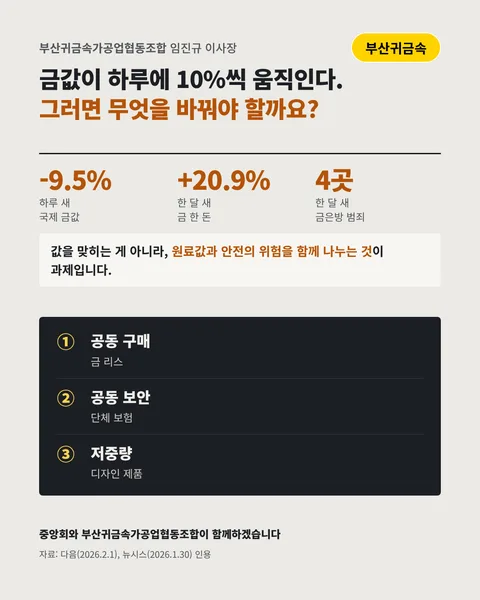 부산귀금속가공업협동조합 임진규 이사장
부산귀금속
금값이 하루에 10%씩 움직인다.
그러면 무엇을 바꿔야 할까요?
-9.5%
하루 새
국제 금값
+20.9%
한 달 새
금 한 돈
4곳
한 달 새
금은방 범죄
값을 맞히는 게 아니라, 원료값과 안전의 위험을 함께 나누는 것이
과제입니다.
① 공동 구매
금 리스
② 공동 보안
단체 보험
③ 저중량
디자인 제품
중앙회와 부산귀금속가공업협동조합이 함께하겠습니다
자료: 다음(2026.2.1), 뉴시스(2026.1.30) 인용